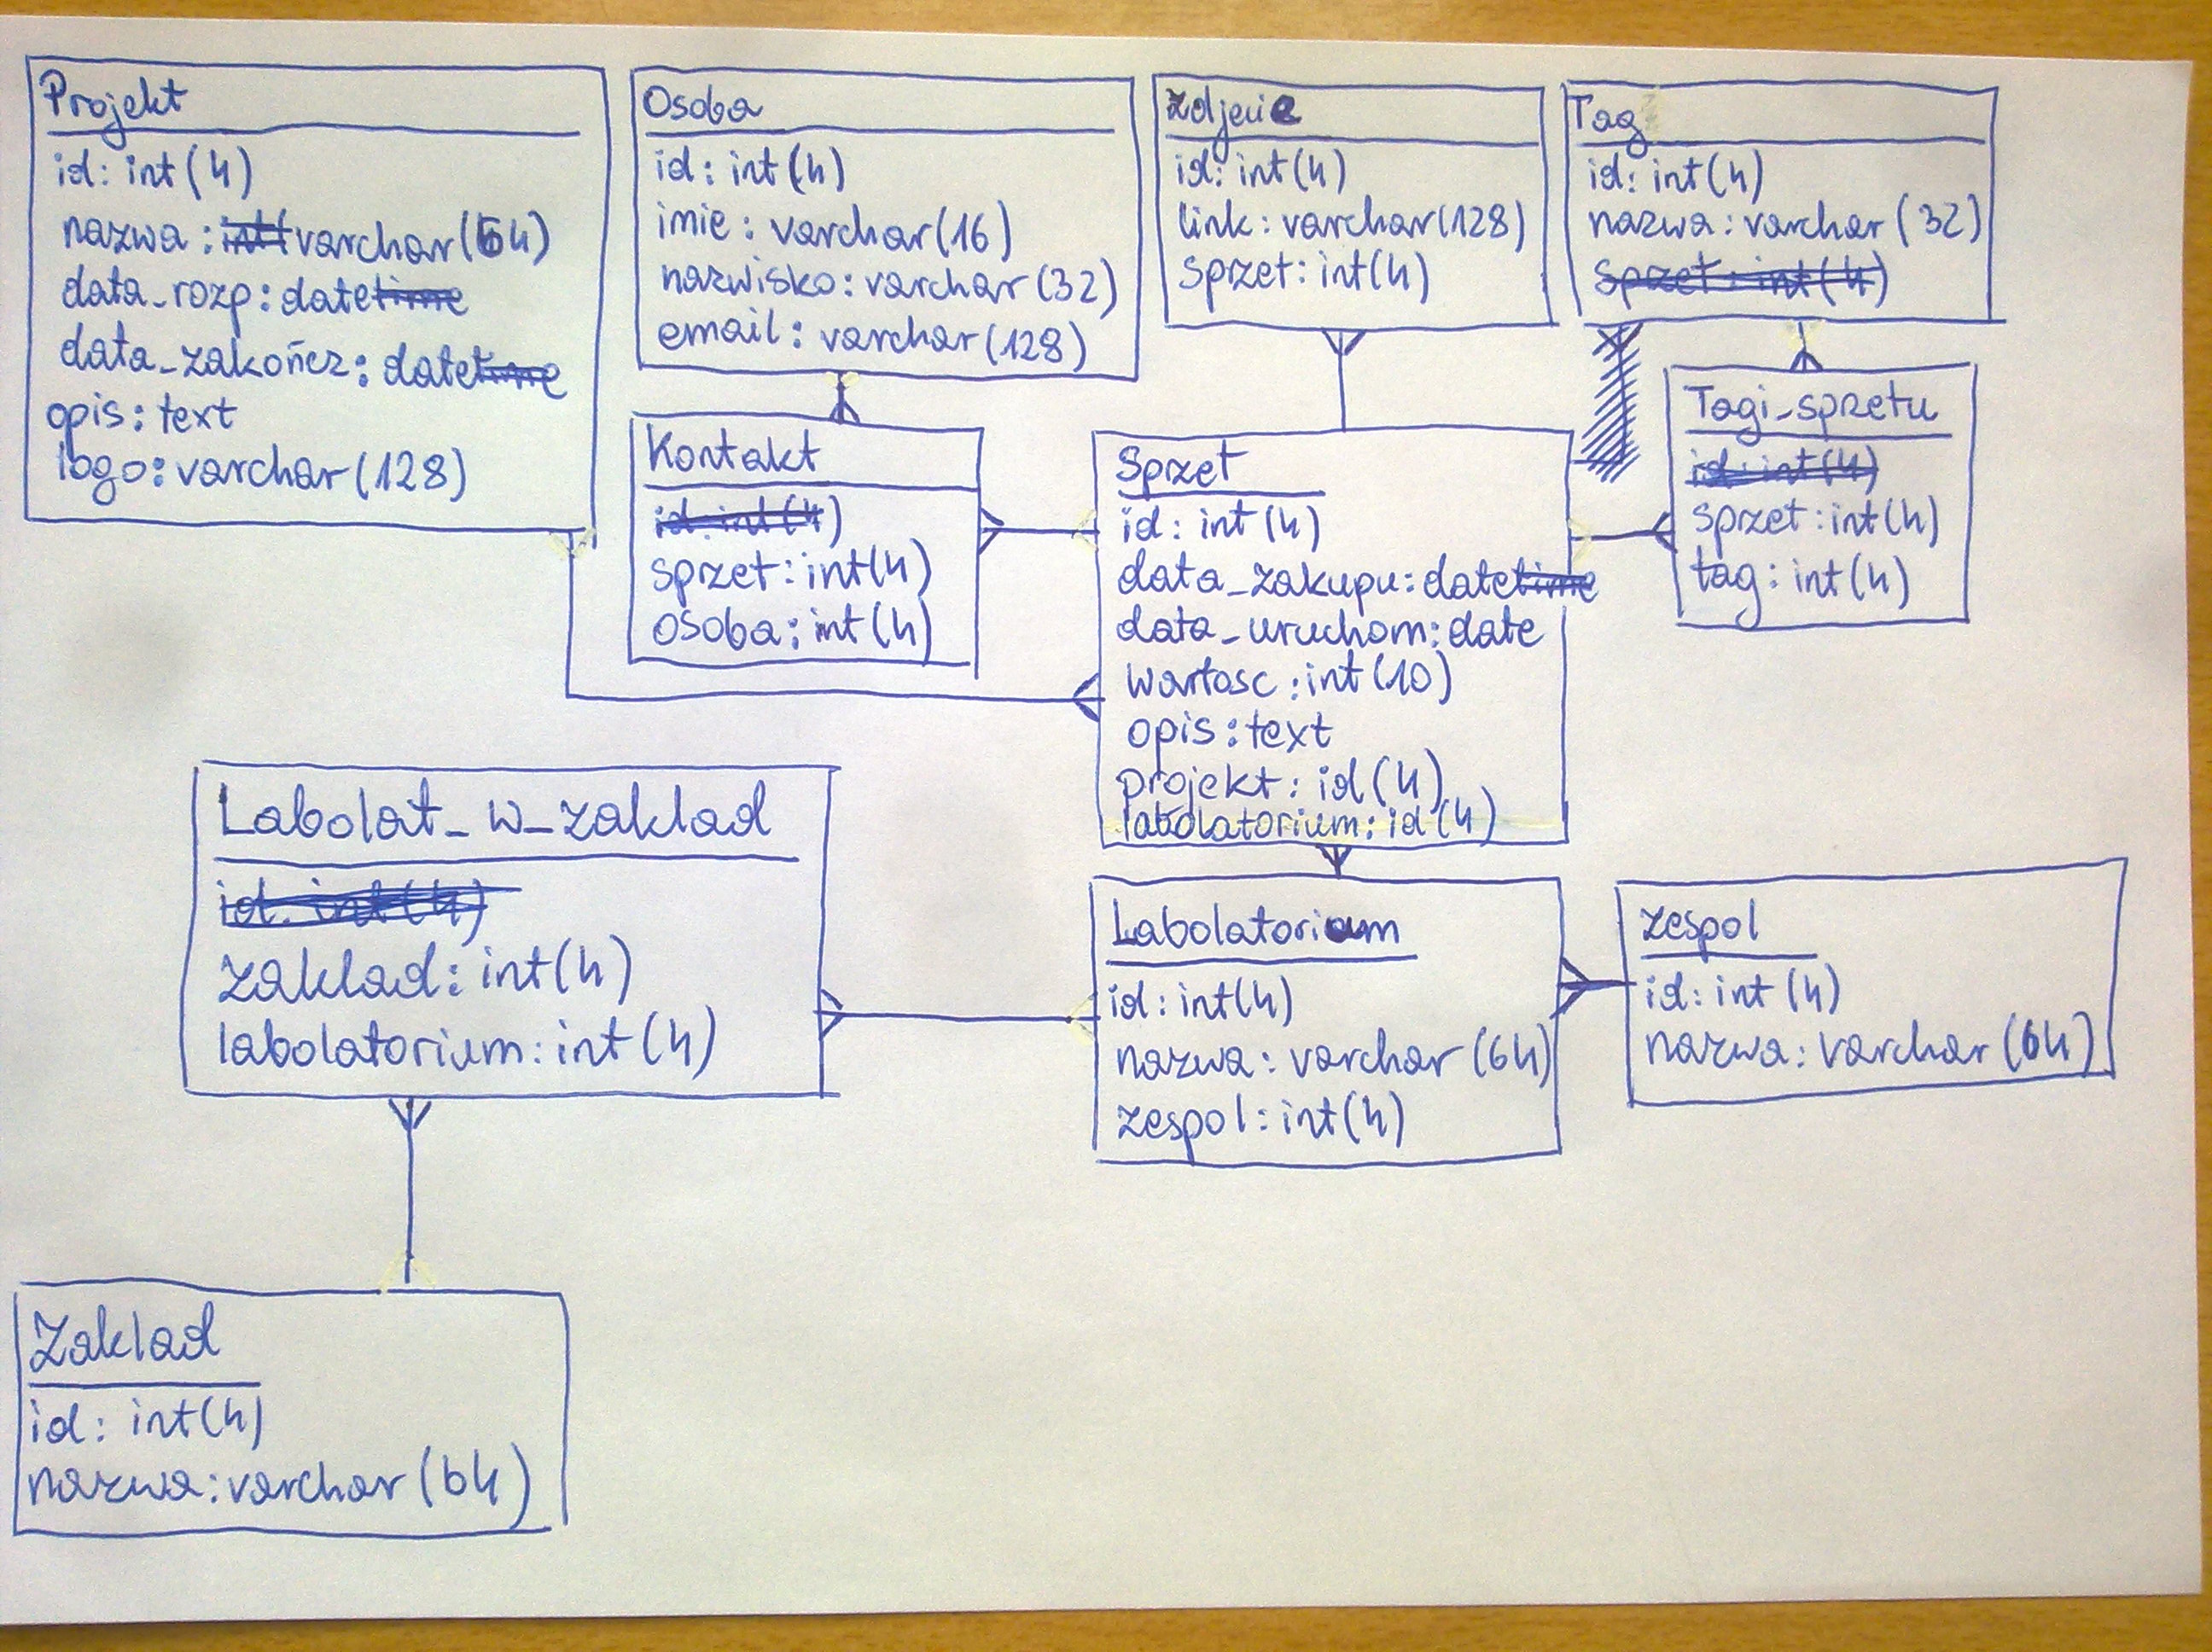 Projekt
id: int(4)
nazwa: int( varchar(64)
data_rozp: datetime
data_zakończ: datetime
opis: text
logo: varchar(128)
Osoba
id: int(4)
imie: varchar(16)
nazwisko: varchar(32)
email: varchar(128)
Zdjecie
id: int(4)
link: varchar(128)
sprzet: int(4)
Tag
id: int(4)
nazwa: varchar(32)
sprzet: int(4)
Kontakt
id: int(4)
sprzet: int(4)
osoba: int(4)
Sprzet
id: int(4)
data_zakupu: datetime
data_uruchom: date
wartosc: int(10)
opis: text
projekt: id(4)
labolatorium: id(4)
Tagi_sprzetu
id: int(4)
sprzet: int(4)
tag: int(4)
Labolat_w_zaklad
id: int(4)
zaklad: int(4)
labolatorium: int(4)
Labolatorium
id: int(4)
nazwa: varchar(64)
zespol: int(4)
zespol
id: int(4)
nazwa: varchar(64)
Zaklad
id: int(4)
nazwa: varchar(64)